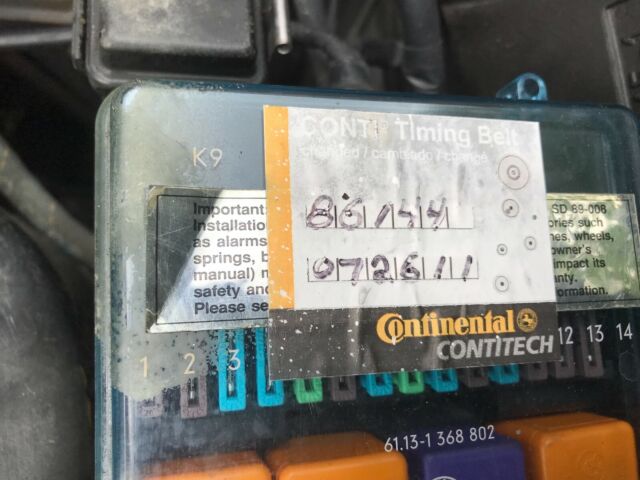 K9
CONTI Timing Belt
changed / cambiado / changé
Important:
Installation
as alarms
springs, b
manual) m
safety and
Please se
86144
072611
SD 89-008
ories such
nes, wheels,
owner's
impact its
anty.
formation.
Continental
CONTITECH
1 2 3 12 13 14
61.13-1 368 802